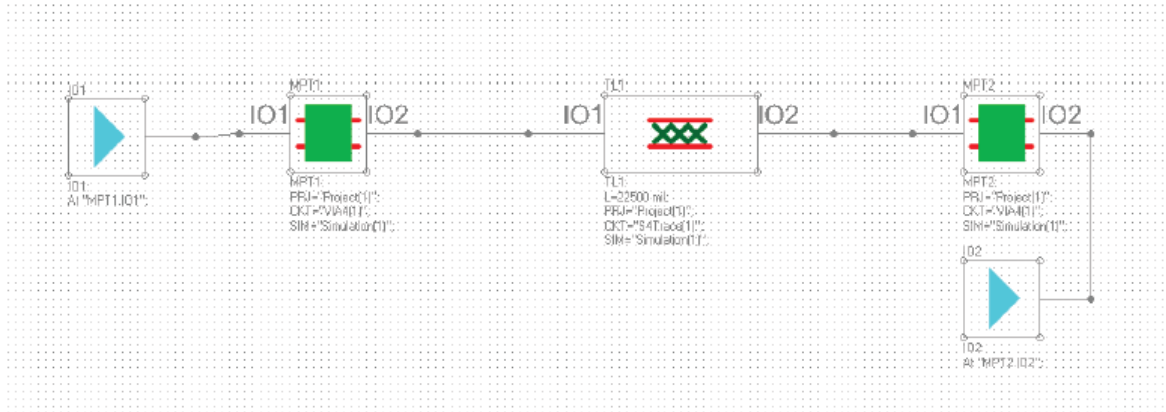 IO1
MPT1
TL1
MPT2
IO1
IO2
IO1
IO2
IO1
IO2
IO1:
At "MPT1.IO1";
MPT1:
PRJ="Project(1)";
CKT="VIA4(1)";
SIM="Simulation(1)";
TL1:
L=22500 mil;
PRJ="Project(1)";
CKT="S4Trace(1)";
SIM="Simulation(1)";
MPT2:
PRJ="Project(1)";
CKT="VIA4(1)";
SIM="Simulation(1)";
IO2
IO2:
At "MPT2.IO2";